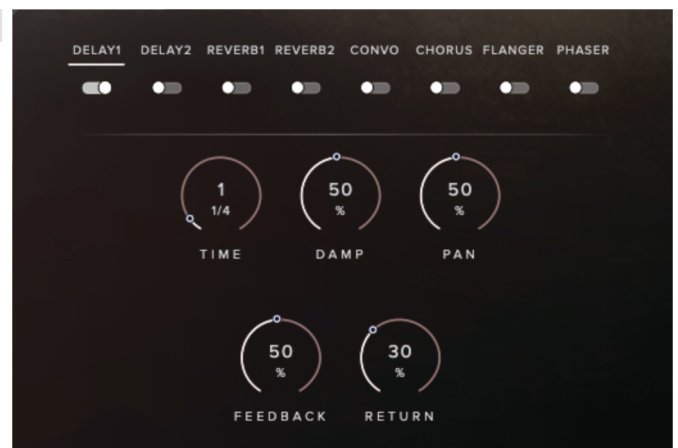 DELAY1 DELAY2 REVERB1 REVERB2 CONVO CHORUS FLANGER PHASER
1 50 50
1/4 % %
TIME DAMP PAN
50 30
% %
FEEDBACK RETURN